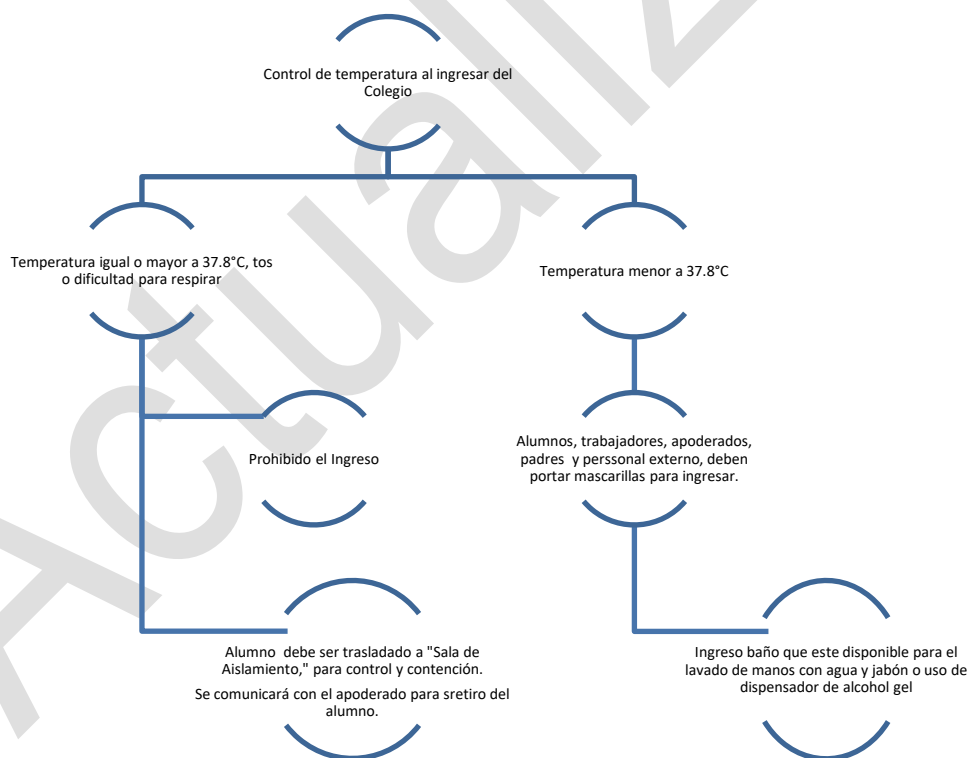 Control de temperatura al ingresar del
Colegio
Temperatura igual o mayor a 37.8°C, tos
o dificultad para respirar
Temperatura menor a 37.8°C
Prohibido el Ingreso
Alumnos, trabajadores, apoderados,
padres y perssonal externo, deben
portar mascarillas para ingresar.
Alumno debe ser trasladado a "Sala de
Aislamiento," para control y contención.
Se comunicará con el apoderado para sretiro del
alumno.
Ingreso baño que este disponible para el
lavado de manos con agua y jabón o uso de
dispensador de alcohol gel
Actualiz